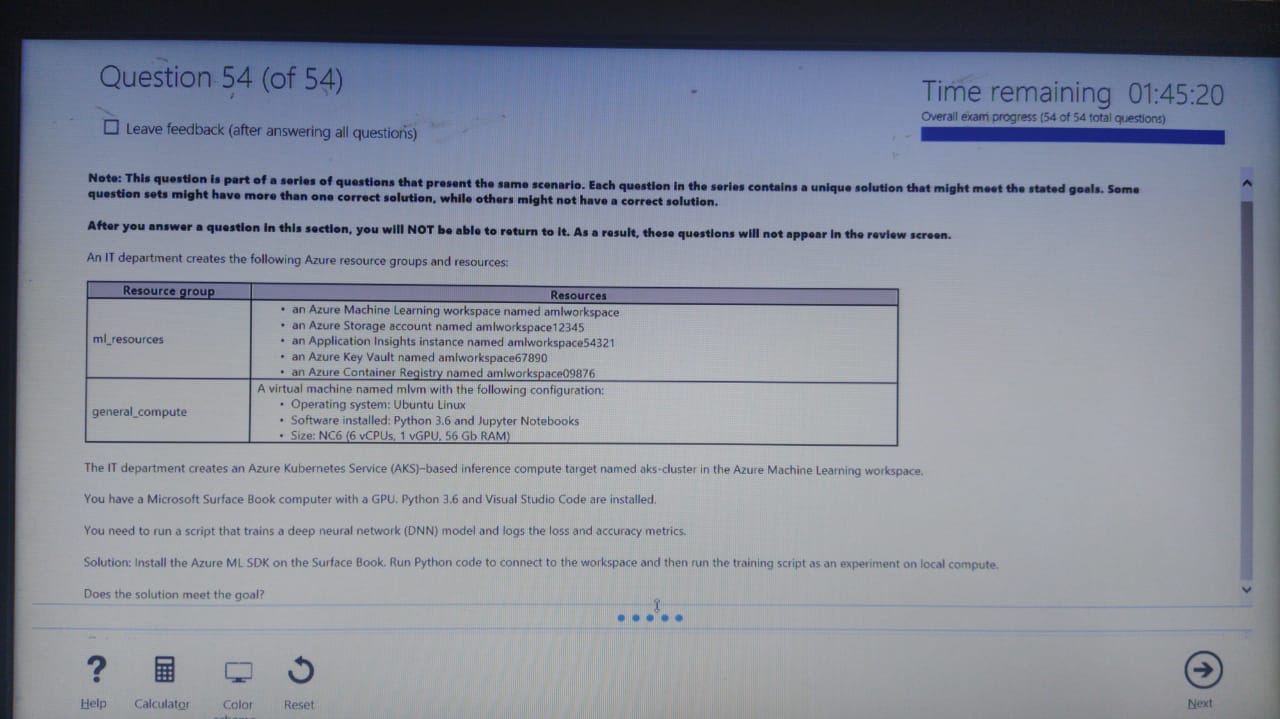 Question 54 (of 54)
Time remaining 01:45:20
Leave feedback (after answering all questions)
Overall exam progress (54 of 54 total questions)
Note: This question is part of a series of questions that present the same scenario. Each question in the series contains a unique solution that might meet the stated goals. Some
question sets might have more than one correct solution, while others might not have a correct solution.
After you answer a question in this section, you will NOT be able to return to it. As a result, these questions will not appear in the review screen.
An IT department creates the following Azure resource groups and resources:
Resource group
Resources
ml_resources
• an Azure Machine Learning workspace named amlworkspace
• an Azure Storage account named amlworkspace12345
• an Application Insights instance named amlworkspace54321
• an Azure Key Vault named amlworkspace67890
• an Azure Container Registry named amlworkspace09876
general_compute
A virtual machine named mlvm with the following configuration:
• Operating system: Ubuntu Linux
• Software installed: Python 3.6 and Jupyter Notebooks
• Size: NC6 (6 vCPUs, 1 vGPU, 56 Gb RAM)
The IT department creates an Azure Kubernetes Service (AKS)-based inference compute target named aks-cluster in the Azure Machine Learning workspace.
You have a Microsoft Surface Book computer with a GPU. Python 3.6 and Visual Studio Code are installed.
You need to run a script that trains a deep neural network (DNN) model and logs the loss and accuracy metrics.
Solution: Install the Azure ML SDK on the Surface Book. Run Python code to connect to the workspace and then run the training script as an experiment on local compute.
Does the solution meet the goal?
?
Help
Calculator
Color
Reset
Next